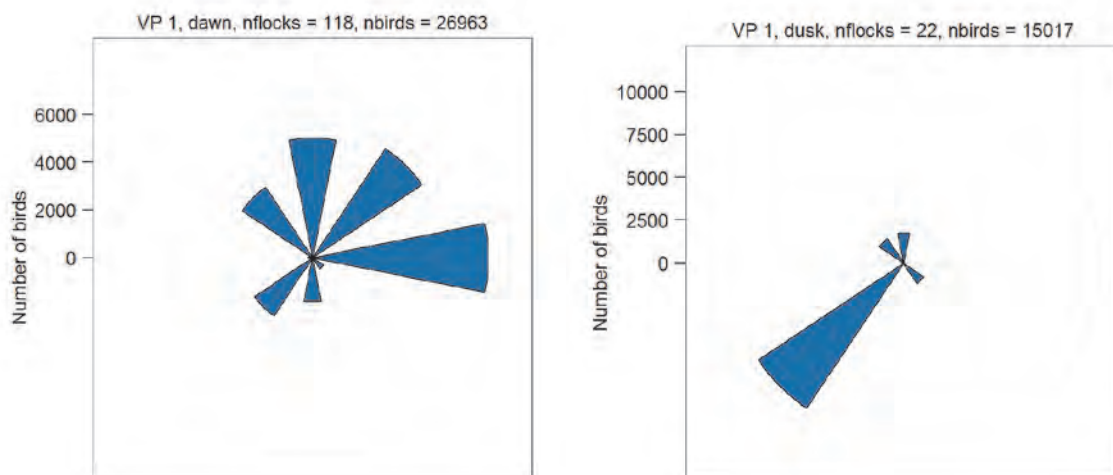 VP 1, dawn, nflocks = 118, nbirds = 26963
6000
4000
2000
0
Number of birds
VP 1, dusk, nflocks = 22, nbirds = 15017
10000
7500
5000
2500
0
Number of birds